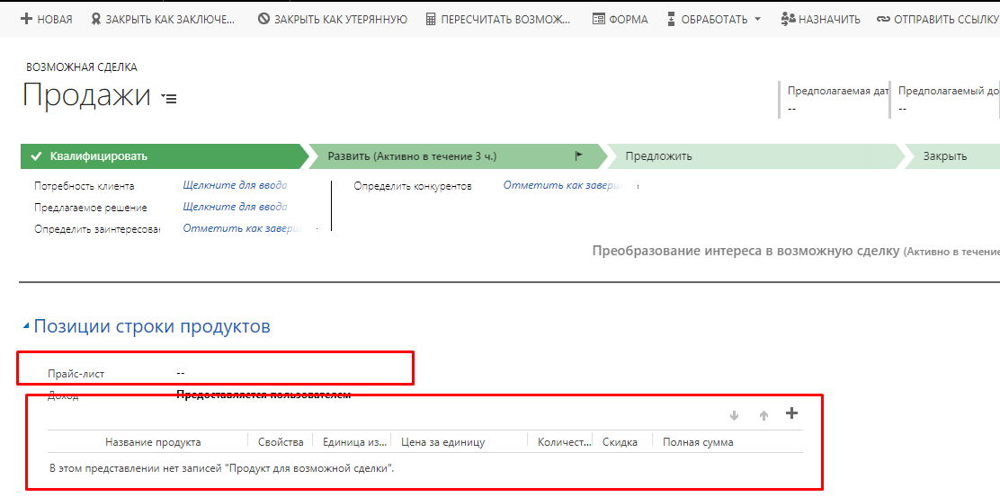 НОВАЯ ЗАКРЫТЬ КАК ЗАКЛЮЧЕ... ЗАКРЫТЬ КАК УТЕРЯННУЮ ПЕРЕСЧИТАТЬ ВОЗМОЖ... ФОРМА ОБРАБОТАТЬ НАЗНАЧИТЬ ОТПРАВИТЬ ССЫЛКУ
ВОЗМОЖНАЯ СДЕЛКА
Продажи
Предполагаемая дат Предполагаемый до
-- --
Квалифицировать Развить (Активно в течение 3 ч.) Предложить Закрыть
Потребность клиента Щелкните для ввода Определить конкурентов Отметить как заверш
Предлагаемое решение Щелкните для ввода
Определить заинтересован Отметить как заверш
Преобразование интереса в возможную сделку (Активно в течение
Позиции строки продуктов
Прайс-лист --
Доход Предоставляется пользователем
Название продукта Свойства Единица из... Цена за единицу Количест... Скидка Полная сумма
В этом представлении нет записей "Продукт для возможной сделки".